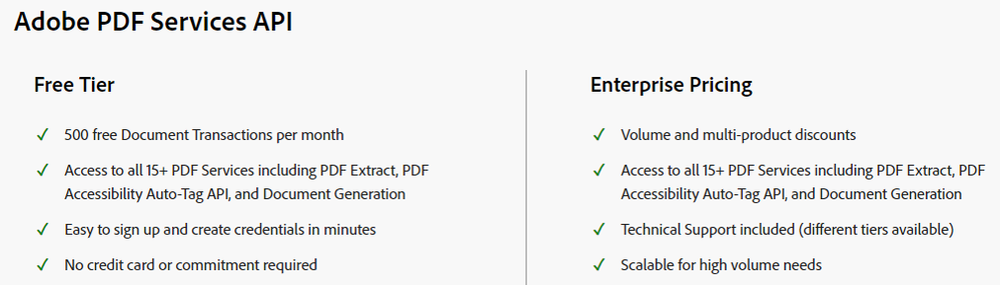 Adobe PDF Services API
Free Tier
500 free Document Transactions per month
Access to all 15+ PDF Services including PDF Extract, PDF
Accessibility Auto-Tag API, and Document Generation
Easy to sign up and create credentials in minutes
No credit card or commitment required
Enterprise Pricing
Volume and multi-product discounts
Access to all 15+ PDF Services including PDF Extract, PDF
Accessibility Auto-Tag API, and Document Generation
Technical Support included (different tiers available)
Scalable for high volume needs